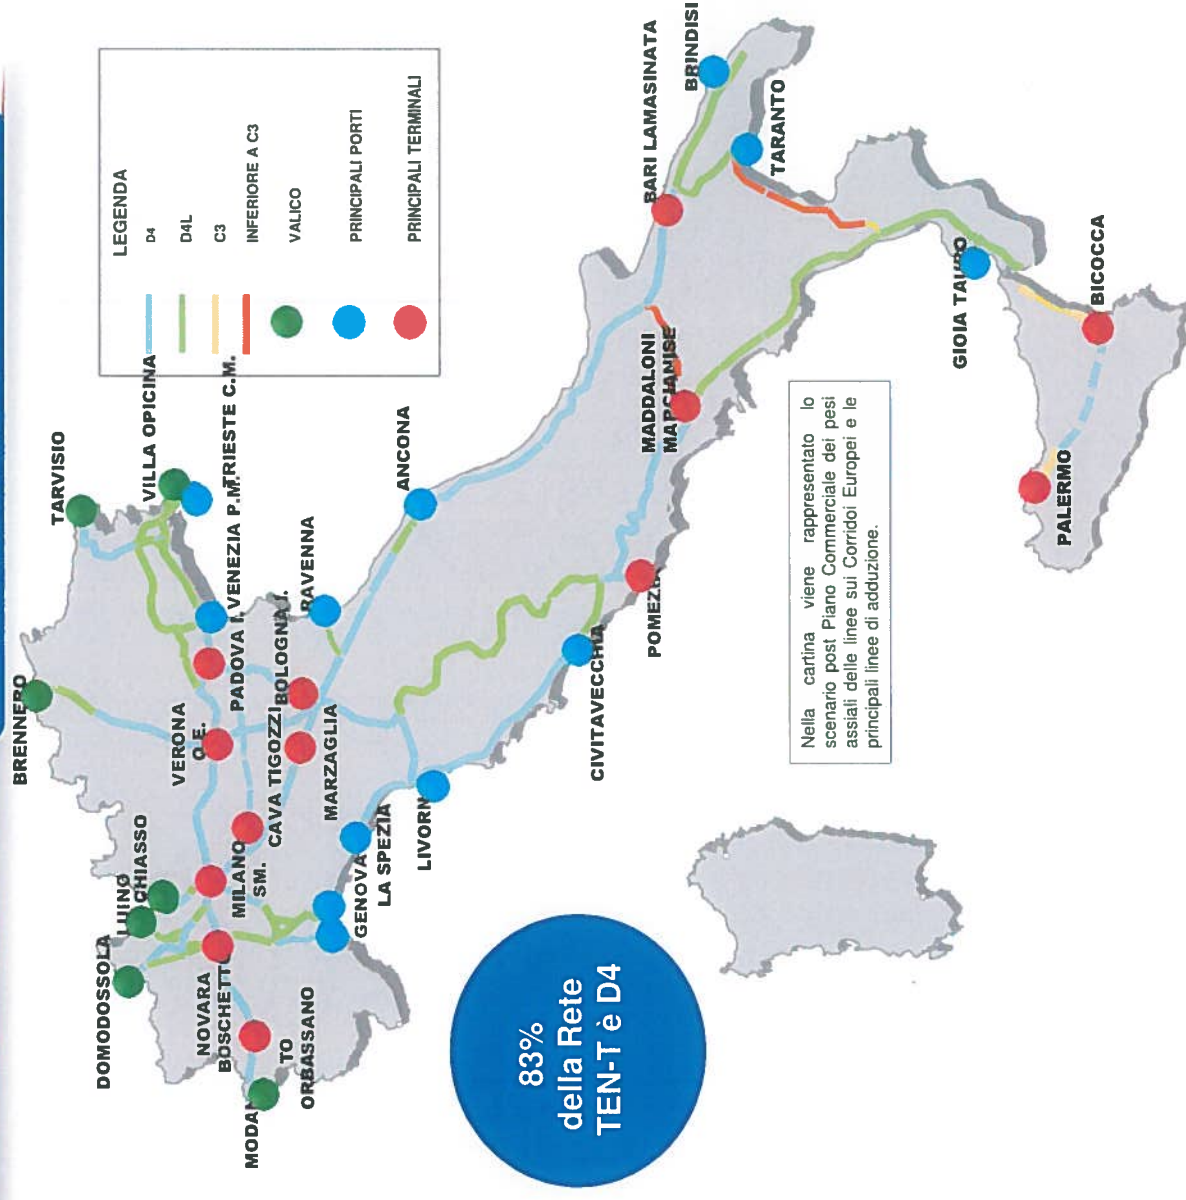 LEGENDA
D4
D4L
C3
INFERIORE A C3
VALICO
PRINCIPALI PORTI
PRINCIPALI TERMINALI
BRENNERO
TARVISIO
VILLA OPICINA
TRIESTE C.M.
VENEZIA P.M.
PADOVA I.
VERONA
Q.E.
DOMODOSSOLA
LUINO
CHIASSO
MILANO
SM.
NOVARA
BOSCHETTO
MODAN
TO
ORBASSANO
CAVA TIGOZZI
BOLOGNA I.
MARZAGLIA
RAVENNA
GENOVA
LA SPEZIA
LIVORN
ANCONA
CIVITAVECCHIA
POMEZIA
MADDALONI
MARCIANISE
BARI LAMASINATA
BRINDISI
TARANTO
GIOIA TAURO
BICOCCA
PALERMO
83%
della Rete
TEN-T è D4
Nella cartina viene rappresentato lo
scenario post Piano Commerciale dei pesi
assiali delle linee sui Corridoi Europei e le
principali linee di adduzione.